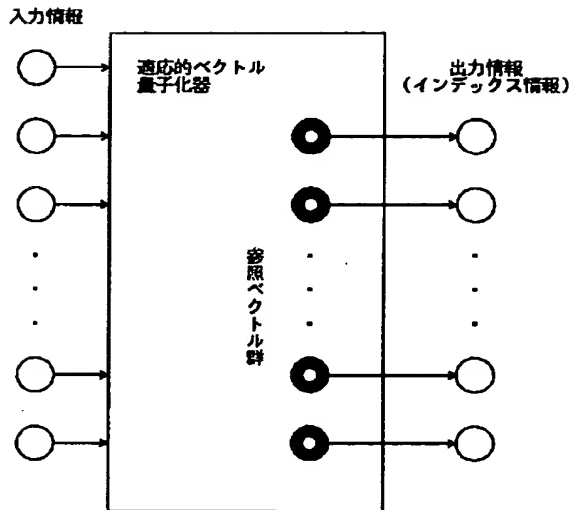 入力情報
適応的ベクトル
量子化器
出力情報
（インデックス情報）
参照ベクトル群